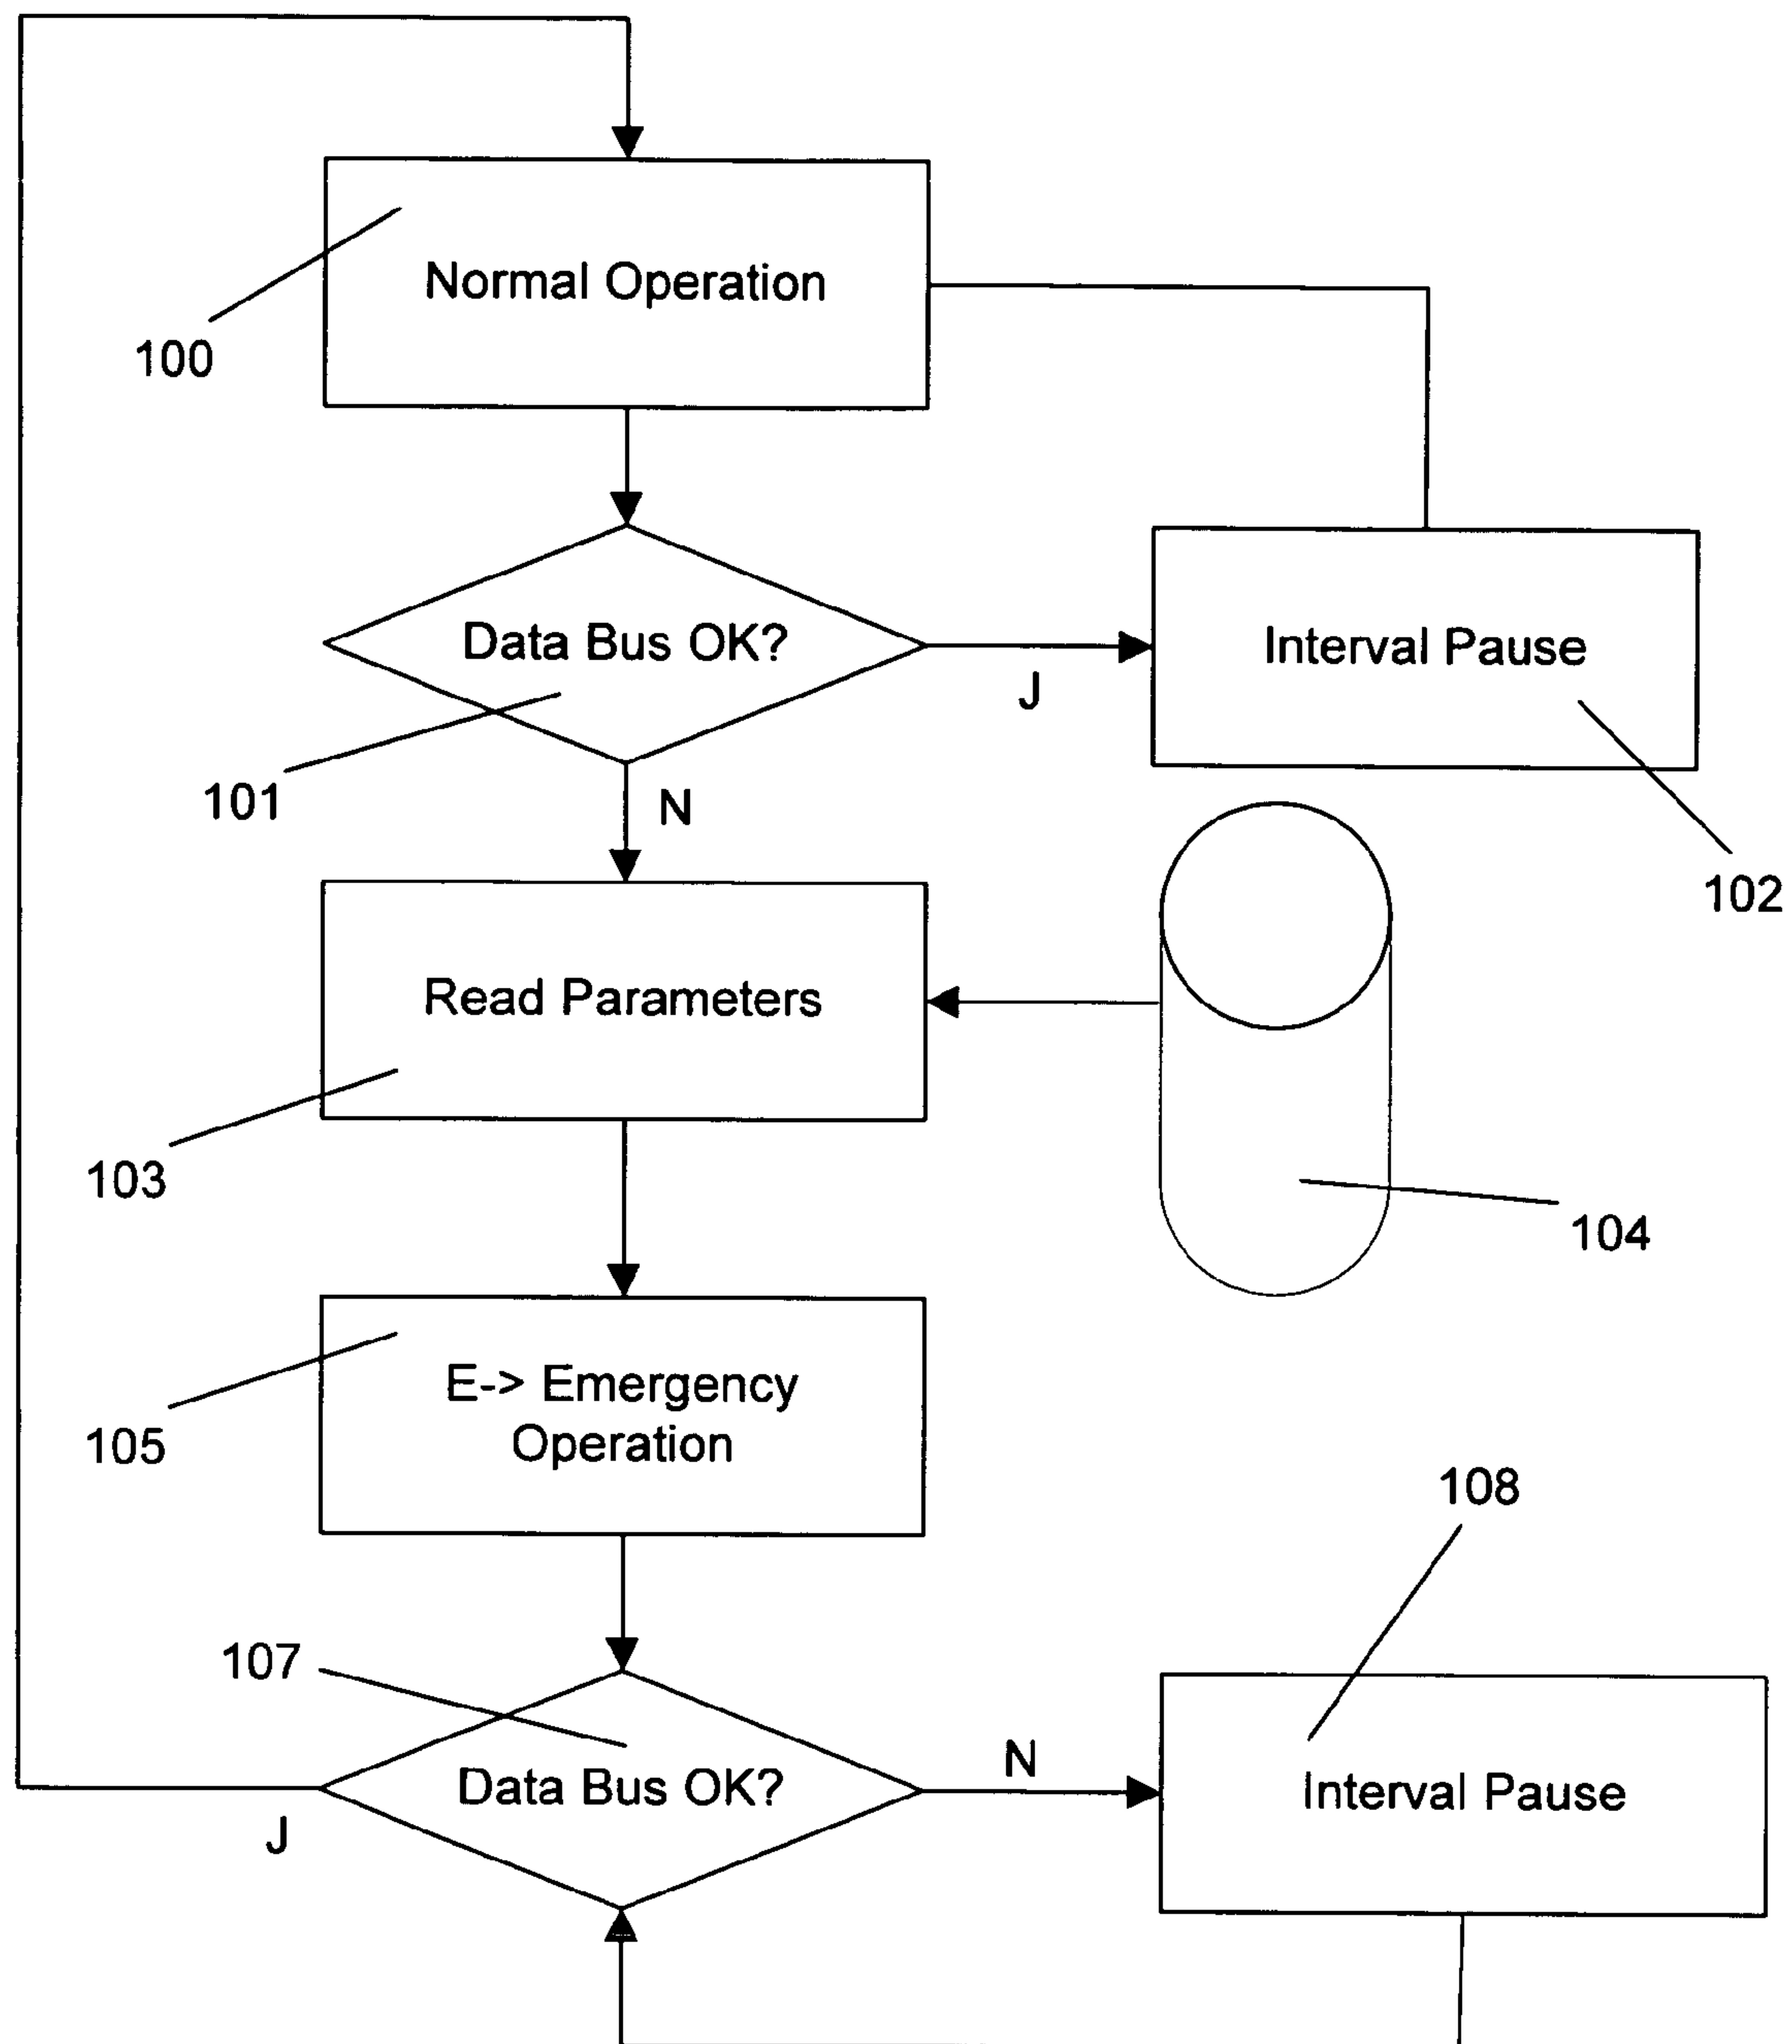 Normal Operation
100
Data Bus OK?
J
Interval Pause
101
N
102
Read Parameters
103
104
E-> Emergency
Operation
105
108
107
Data Bus OK?
N
Interval Pause
J